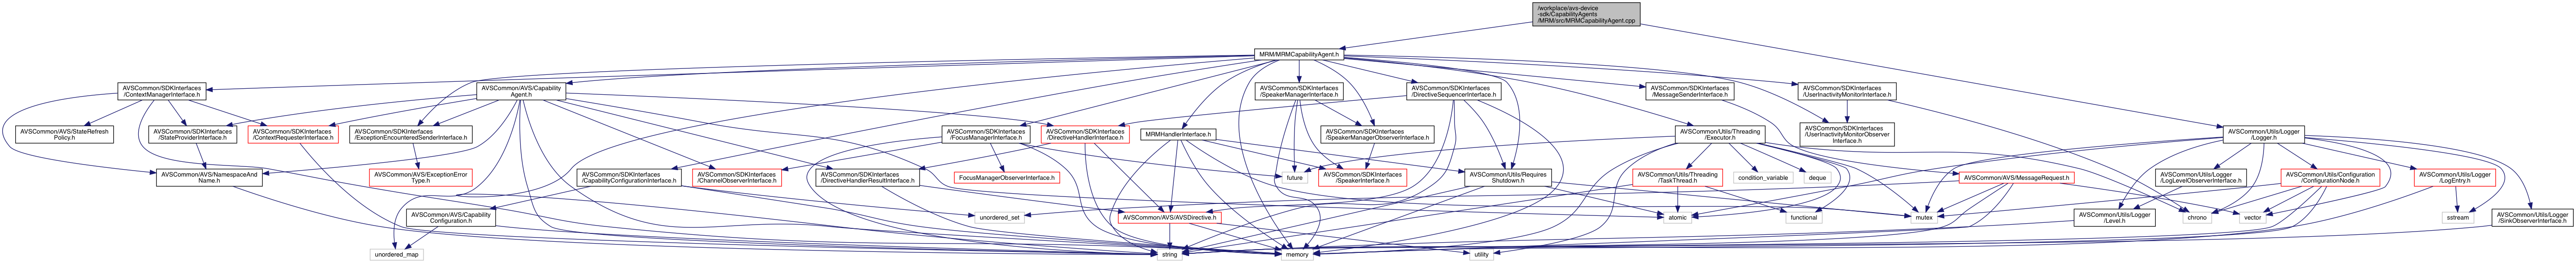 /workplace/avs-device
-sdk/CapabilityAgents
/MRM/src/MRMCapabilityAgent.cpp
MRM/MRMCapabilityAgent.h
AVSCommon/SDKInterfaces
/ContextManagerInterface.h
AVSCommon/AVS/Capability
Agent.h
AVSCommon/SDKInterfaces
/SpeakerManagerInterface.h
AVSCommon/SDKInterfaces
/DirectiveSequencerInterface.h
AVSCommon/SDKInterfaces
/MessageSenderInterface.h
AVSCommon/SDKInterfaces
/UserInactivityMonitorInterface.h
AVSCommon/AVS/StateRefresh
Policy.h
AVSCommon/SDKInterfaces
/StateProviderInterface.h
AVSCommon/SDKInterfaces
/ContextRequesterInterface.h
AVSCommon/SDKInterfaces
/ExceptionEncounteredSenderInterface.h
AVSCommon/SDKInterfaces
/FocusManagerInterface.h
AVSCommon/SDKInterfaces
/DirectiveHandlerInterface.h
MRMHandlerInterface.h
AVSCommon/SDKInterfaces
/SpeakerManagerObserverInterface.h
AVSCommon/Utils/Threading
/Executor.h
AVSCommon/SDKInterfaces
/UserInactivityMonitorObserver
Interface.h
AVSCommon/Utils/Logger
/Logger.h
AVSCommon/AVS/NamespaceAnd
Name.h
AVSCommon/AVS/ExceptionError
Type.h
AVSCommon/SDKInterfaces
/CapabilityConfigurationInterface.h
AVSCommon/SDKInterfaces
/ChannelObserverInterface.h
AVSCommon/SDKInterfaces
/DirectiveHandlerResultInterface.h
FocusManagerObserverInterface.h
future
AVSCommon/SDKInterfaces
/SpeakerInterface.h
AVSCommon/Utils/Requires
Shutdown.h
AVSCommon/Utils/Threading
/TaskThread.h
condition_variable
deque
AVSCommon/AVS/MessageRequest.h
AVSCommon/Utils/Logger
/LogLevelObserverInterface.h
AVSCommon/Utils/Configuration
/ConfigurationNode.h
AVSCommon/Utils/Logger
/LogEntry.h
AVSCommon/AVS/Capability
Configuration.h
unordered_set
AVSCommon/AVS/AVSDirective.h
atomic
functional
mutex
AVSCommon/Utils/Logger
/Level.h
chrono
vector
sstream
AVSCommon/Utils/Logger
/SinkObserverInterface.h
unordered_map
string
memory
utility